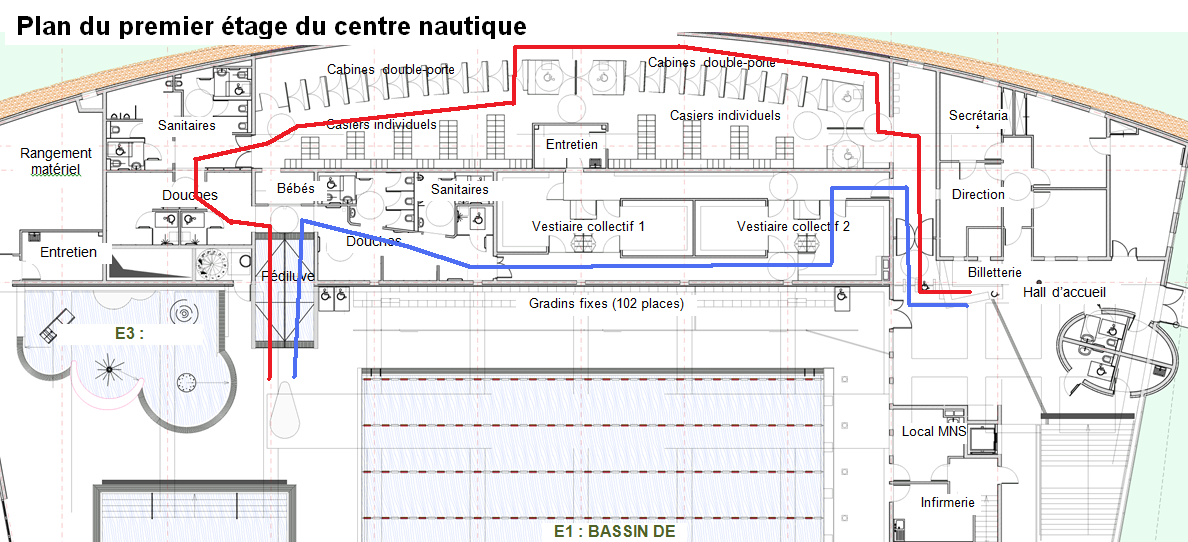 Plan du premier étage du centre nautique
Cabines double-porte
Cabines double-porte
Sanitaires
Casiers individuels
Casiers individuels
Secrétaria
Rangement
matériel
Entretien
Bébés
Sanitaires
Douches
Direction
Vestiaire collectif 1
Vestiaire collectif 2
Douches
Entretien
Pédiluve
Billetterie
Hall d'accueil
Gradins fixes (102 places)
E3 :
Local MNS
Infirmerie
E1 : BASSIN DE